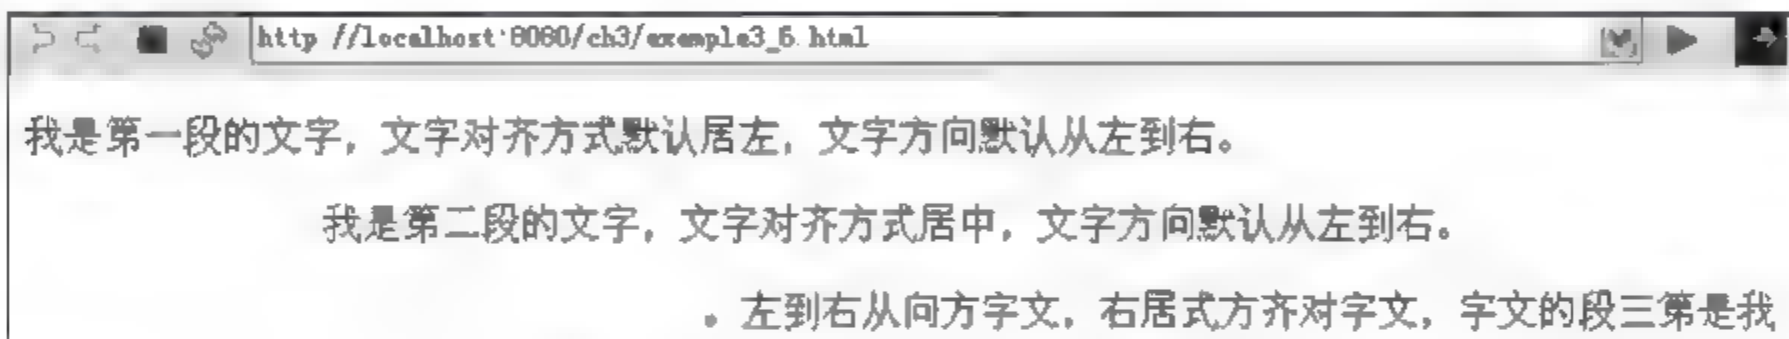 http //localhost:8080/ch3/example3_5.html
我是第一段的文字，文字对齐方式默认居左，文字方向默认从左到右。
我是第二段的文字，文字对齐方式居中，文字方向默认从左到右。
。左到右从向方字文，右居式方齐对字文，字文的段三第是我